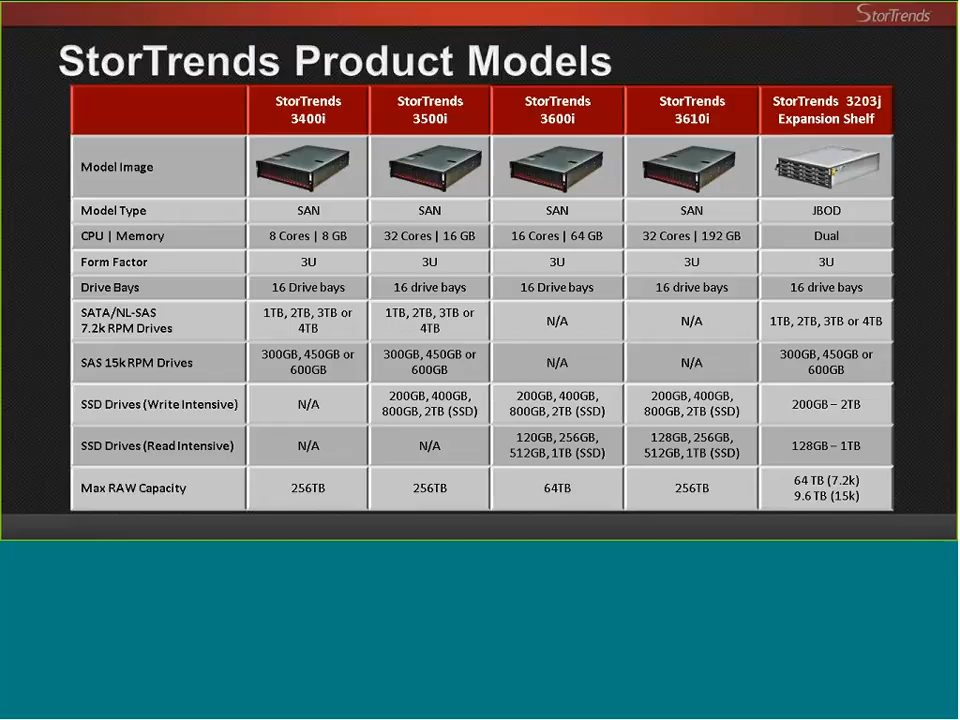 StorTrends
StorTrends Product Models
StorTrends 3400i
StorTrends 3500i
StorTrends 3600i
StorTrends 3610i
StorTrends 3203j
Expansion Shelf
Model Image
Model Type
SAN
SAN
SAN
SAN
JBOD
CPU | Memory
8 Cores | 8 GB
32 Cores | 16 GB
16 Cores | 64 GB
32 Cores | 192 GB
Dual
Form Factor
3U
3U
3U
3U
3U
Drive Bays
16 Drive bays
16 drive bays
16 Drive bays
16 drive bays
16 drive bays
SATA/NL-SAS
7.2k RPM Drives
1TB, 2TB, 3TB or
4TB
1TB, 2TB, 3TB or
4TB
N/A
N/A
1TB, 2TB, 3TB or 4TB
SAS 15k RPM Drives
300GB, 450GB or
600GB
300GB, 450GB or
600GB
N/A
N/A
300GB, 450GB or
600GB
SSD Drives (Write Intensive)
N/A
200GB, 400GB,
800GB, 2TB (SSD)
200GB, 400GB,
800GB, 2TB (SSD)
200GB, 400GB,
800GB, 2TB (SSD)
200GB – 2TB
SSD Drives (Read Intensive)
N/A
N/A
120GB, 256GB,
512GB, 1TB (SSD)
128GB, 256GB,
512GB, 1TB (SSD)
128GB – 1TB
Max RAW Capacity
256TB
256TB
64TB
256TB
64 TB (7.2k)
9.6 TB (15k)